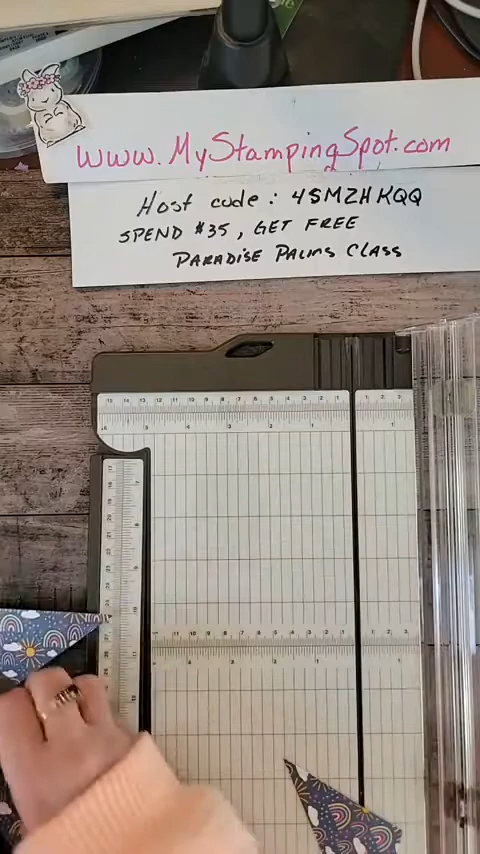 www.MyStampingSpot.com
Host code: 4SMZHKQQ
SPEND $35, GET FREE
PARADISE PALMS CLASS